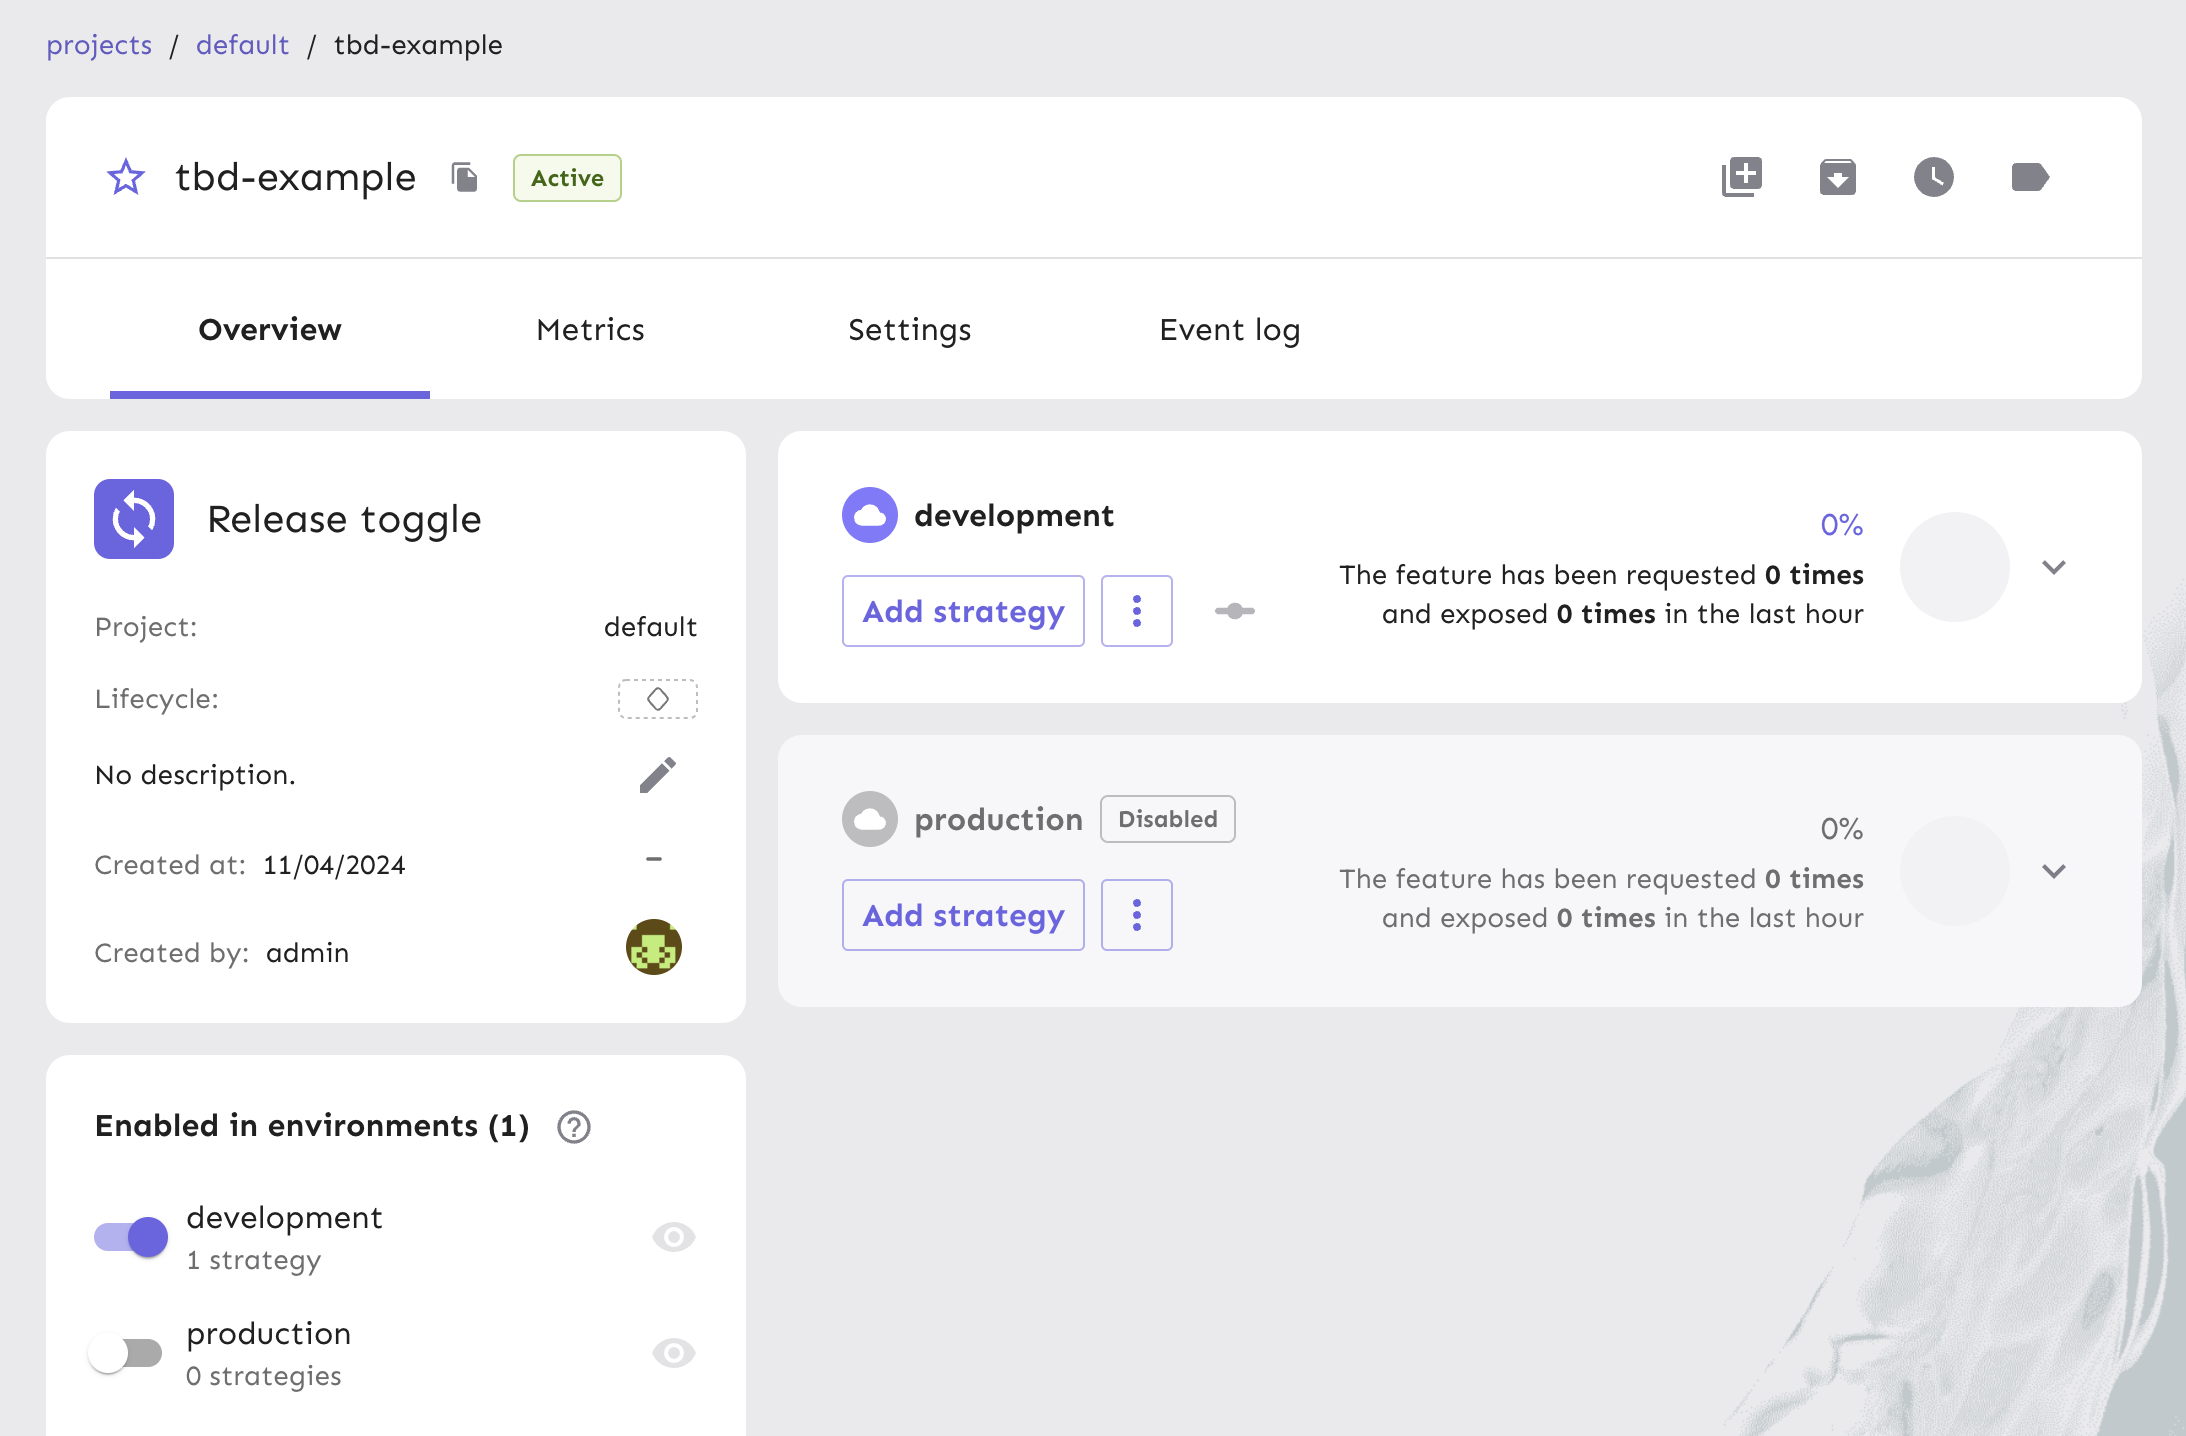 projects / default / tbd-example
tbd-example Active
Overview Metrics Settings Event log
Release toggle
Project: default
Lifecycle:
No description.
Created at: 11/04/2024
Created by: admin
Enabled in environments (1)
development
1 strategy
production
0 strategies
development
Add strategy
0%
The feature has been requested 0 times
and exposed 0 times in the last hour
production Disabled
Add strategy
0%
The feature has been requested 0 times
and exposed 0 times in the last hour